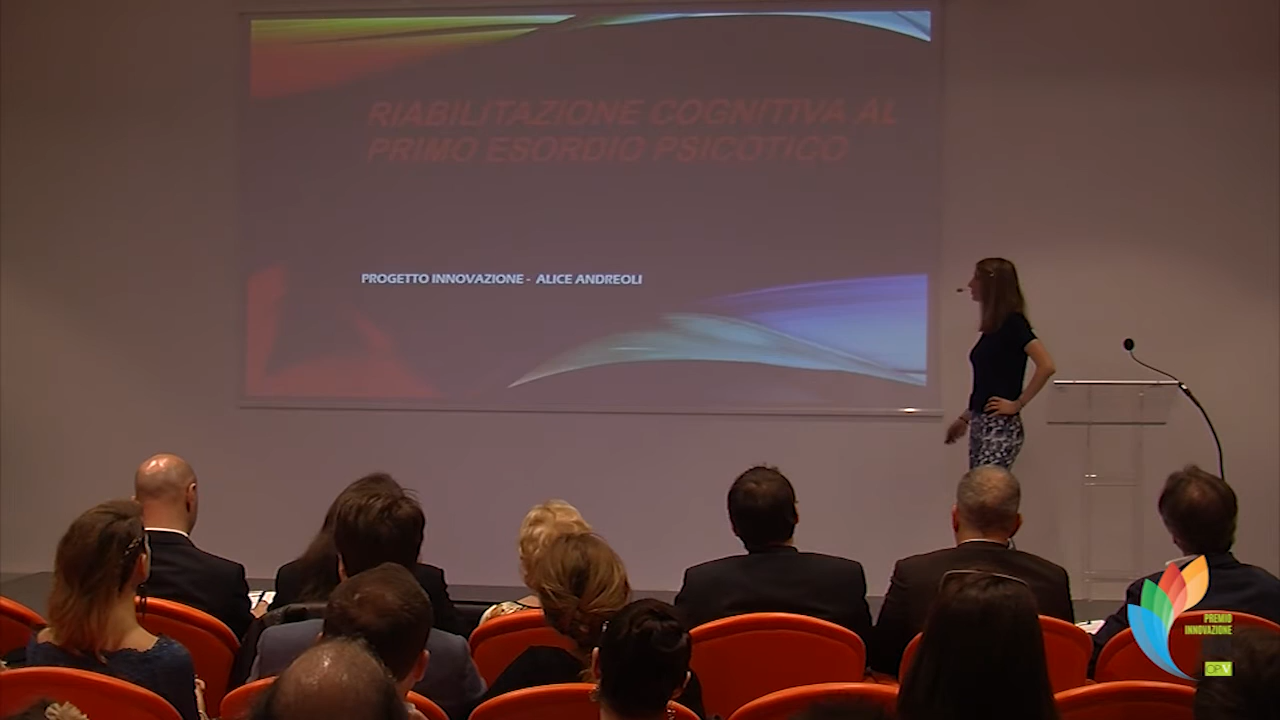 RIABILITAZIONE COGNITIVA AL
PRIMO ESORDIO PSICOTICO
PROGETTO INNOVAZIONE - ALICE ANDREOLI
PREMIO
INNOVAZIONE
OPV